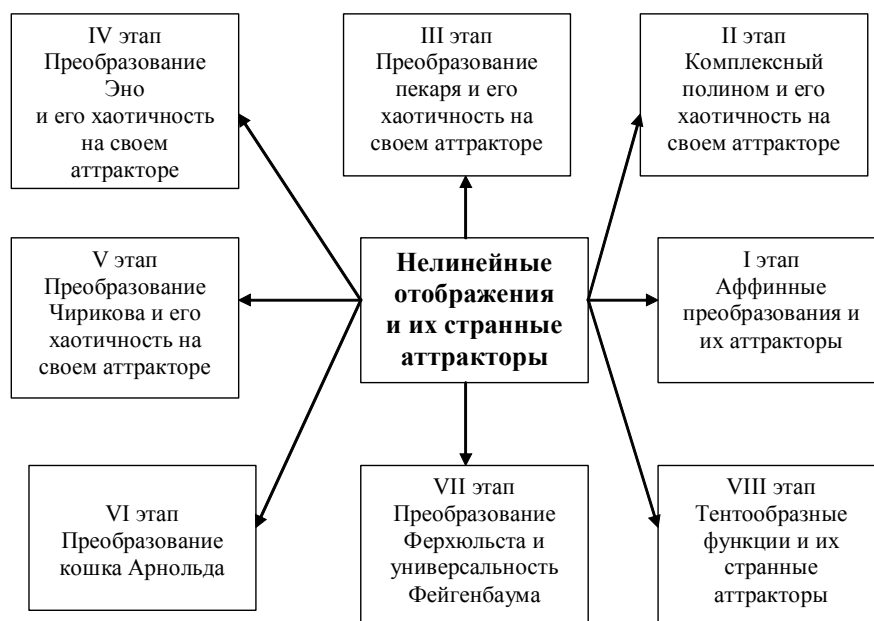 IV этап
Преобразование
Эно
и его хаотичность
на своем
аттракторе
III этап
Преобразование
пекаря и его
хаотичность на
своем аттракторе
II этап
Комплексный
полином и его
хаотичность на
своем аттракторе
V этап
Преобразование
Чирикова и его
хаотичность на
своем аттракторе
Нелинейные
отображения
и их странные
аттракторы
I этап
Аффинные
преобразования и
их аттракторы
VI этап
Преобразование
кошка Арнольда
VII этап
Преобразование
Ферхюльста и
универсальность
Фейгенбаума
VIII этап
Тентообразные
функции и их
странные
аттракторы